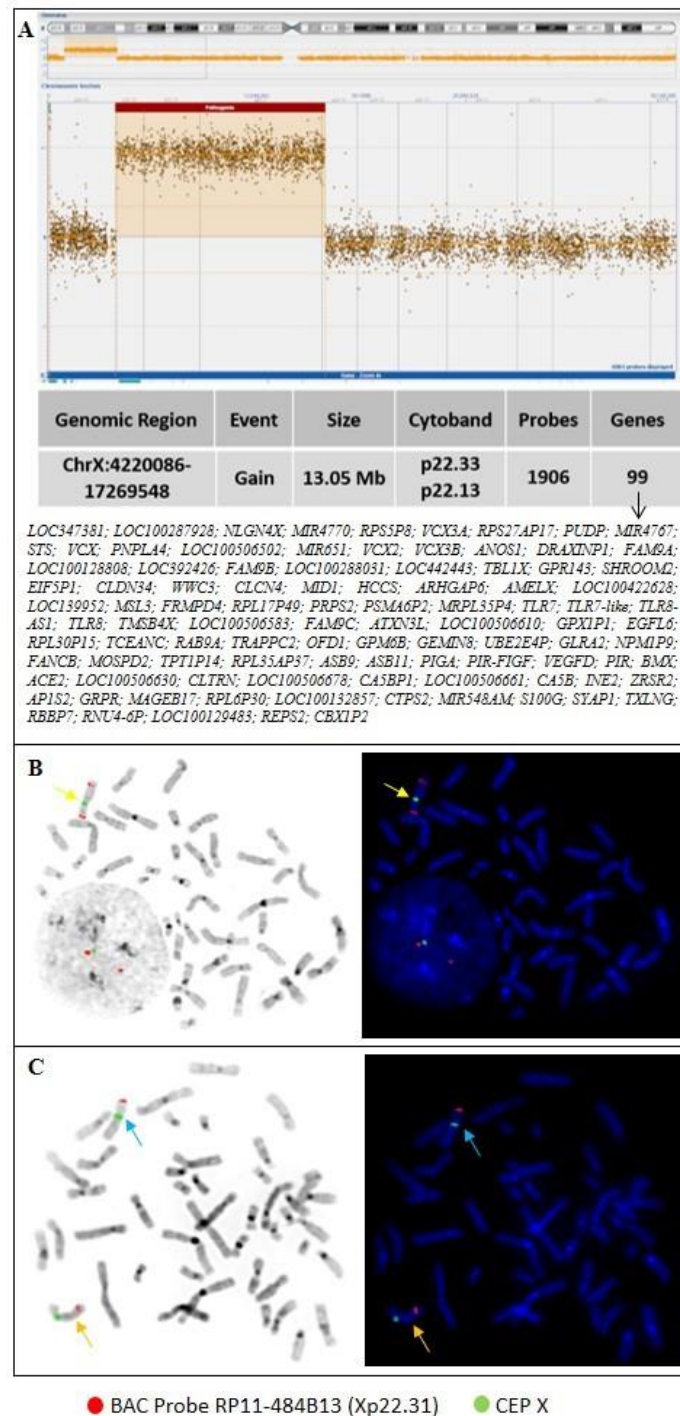 A
Pathogenic
Genomic Region Event Size Cytoband Probes Genes
ChrX:4220086-17269548 Gain 13.05 Mb p22.33 p22.13 1906 99
LOC347381; LOC100287928; NLGN4X; MIR4770; RPS5P8; VCX3A; RPS27AP17; PUDP; MIR4767;
STS; VCX; PNPLA4; LOC100506502; MIR651; VCX2; VCX3B; ANOS1; DRAXINP1; FAM9A;
LOC100128808; LOC392426; FAM9B; LOC100288031; LOC442443; TBL1X; GPR143; SHROOM2;
EIF5P1; CLDN34; WWC3; CLCN4; MID1; HCCS; ARHGAP6; AMELX; LOC100422628;
LOC139952; MSL3; FRMPD4; RPL17P49; PRPS2; PSMA6P2; MRPL35P4; TLR7; TLR7-like; TLR8-
AS1; TLR8; TMSB4X; LOC100506583; FAM9C; ATXN3L; LOC100506610; GPX1P1; EGFL6;
RPL30P15; TCEANC; RAB9A; TRAPPC2; OFD1; GPM6B; GEMIN8; UBE2E4P; GLRA2; NPM1P9;
FANCB; MOSPD2; TPT1P14; RPL35AP37; ASB9; ASB11; PIGA; PIR-FIGF; VEGFD; PIR; BMX;
ACE2; LOC100506630; CLTRN; LOC100506678; CA5BP1; LOC100506661; CA5B; INE2; ZRSR2;
AP1S2; GRPR; MAGEB17; RPL6P30; LOC100132857; CTPS2; MIR548AM; S100G; SYAP1; TXLNG;
RBBP7; RNU4-6P; LOC100129483; REPS2; CBX1P2
B
C
BAC Probe RP11-484B13 (Xp22.31) CEP X